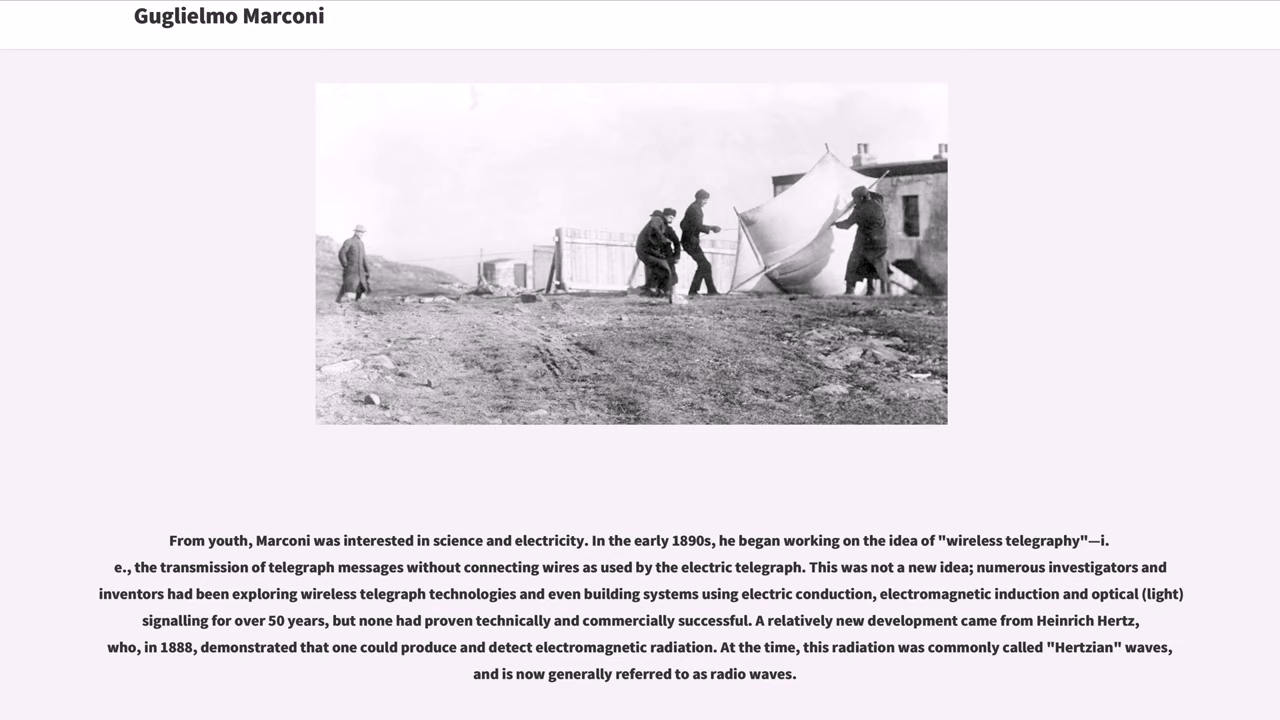 Guglielmo Marconi
From youth, Marconi was interested in science and electricity. In the early 1890s, he began working on the idea of "wireless telegraphy"—i.
e., the transmission of telegraph messages without connecting wires as used by the electric telegraph. This was not a new idea; numerous investigators and
inventors had been exploring wireless telegraph technologies and even building systems using electric conduction, electromagnetic induction and optical (light)
signalling for over 50 years, but none had proven technically and commercially successful. A relatively new development came from Heinrich Hertz,
who, in 1888, demonstrated that one could produce and detect electromagnetic radiation. At the time, this radiation was commonly called "Hertzian" waves,
and is now generally referred to as radio waves.